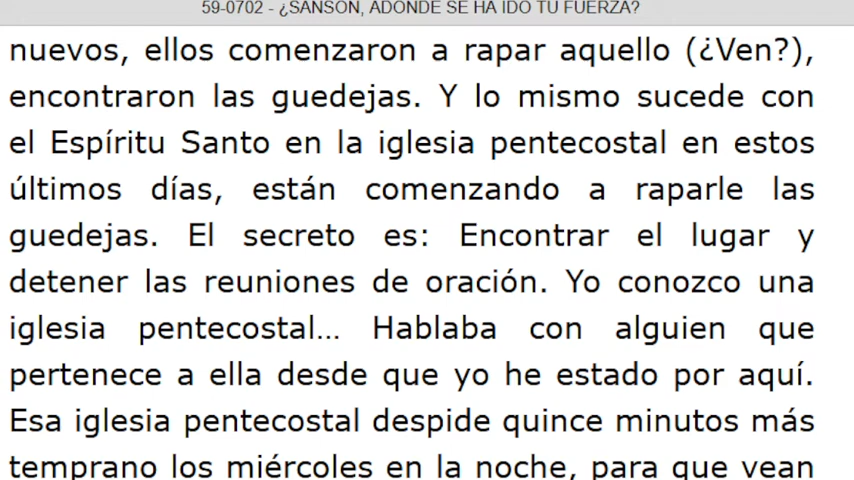 59-0702 - ¿SANSÓN, ADÓNDE SE HA IDO TU FUERZA?
nuevos, ellos comenzaron a rapar aquello (¿Ven?),
encontraron las guedejas. Y lo mismo sucede con
el Espíritu Santo en la iglesia pentecostal en estos
últimos días, están comenzando a raparle las
guedejas. El secreto es: Encontrar el lugar y
detener las reuniones de oración. Yo conozco una
iglesia pentecostal... Hablaba con alguien que
pertenece a ella desde que yo he estado por aquí.
Esa iglesia pentecostal despide quince minutos más
temprano los miércoles en la noche, para que vean